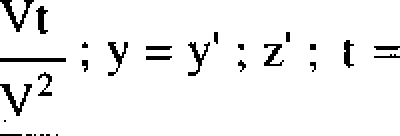 Vt
V² ; y = y' ; z' ; t =